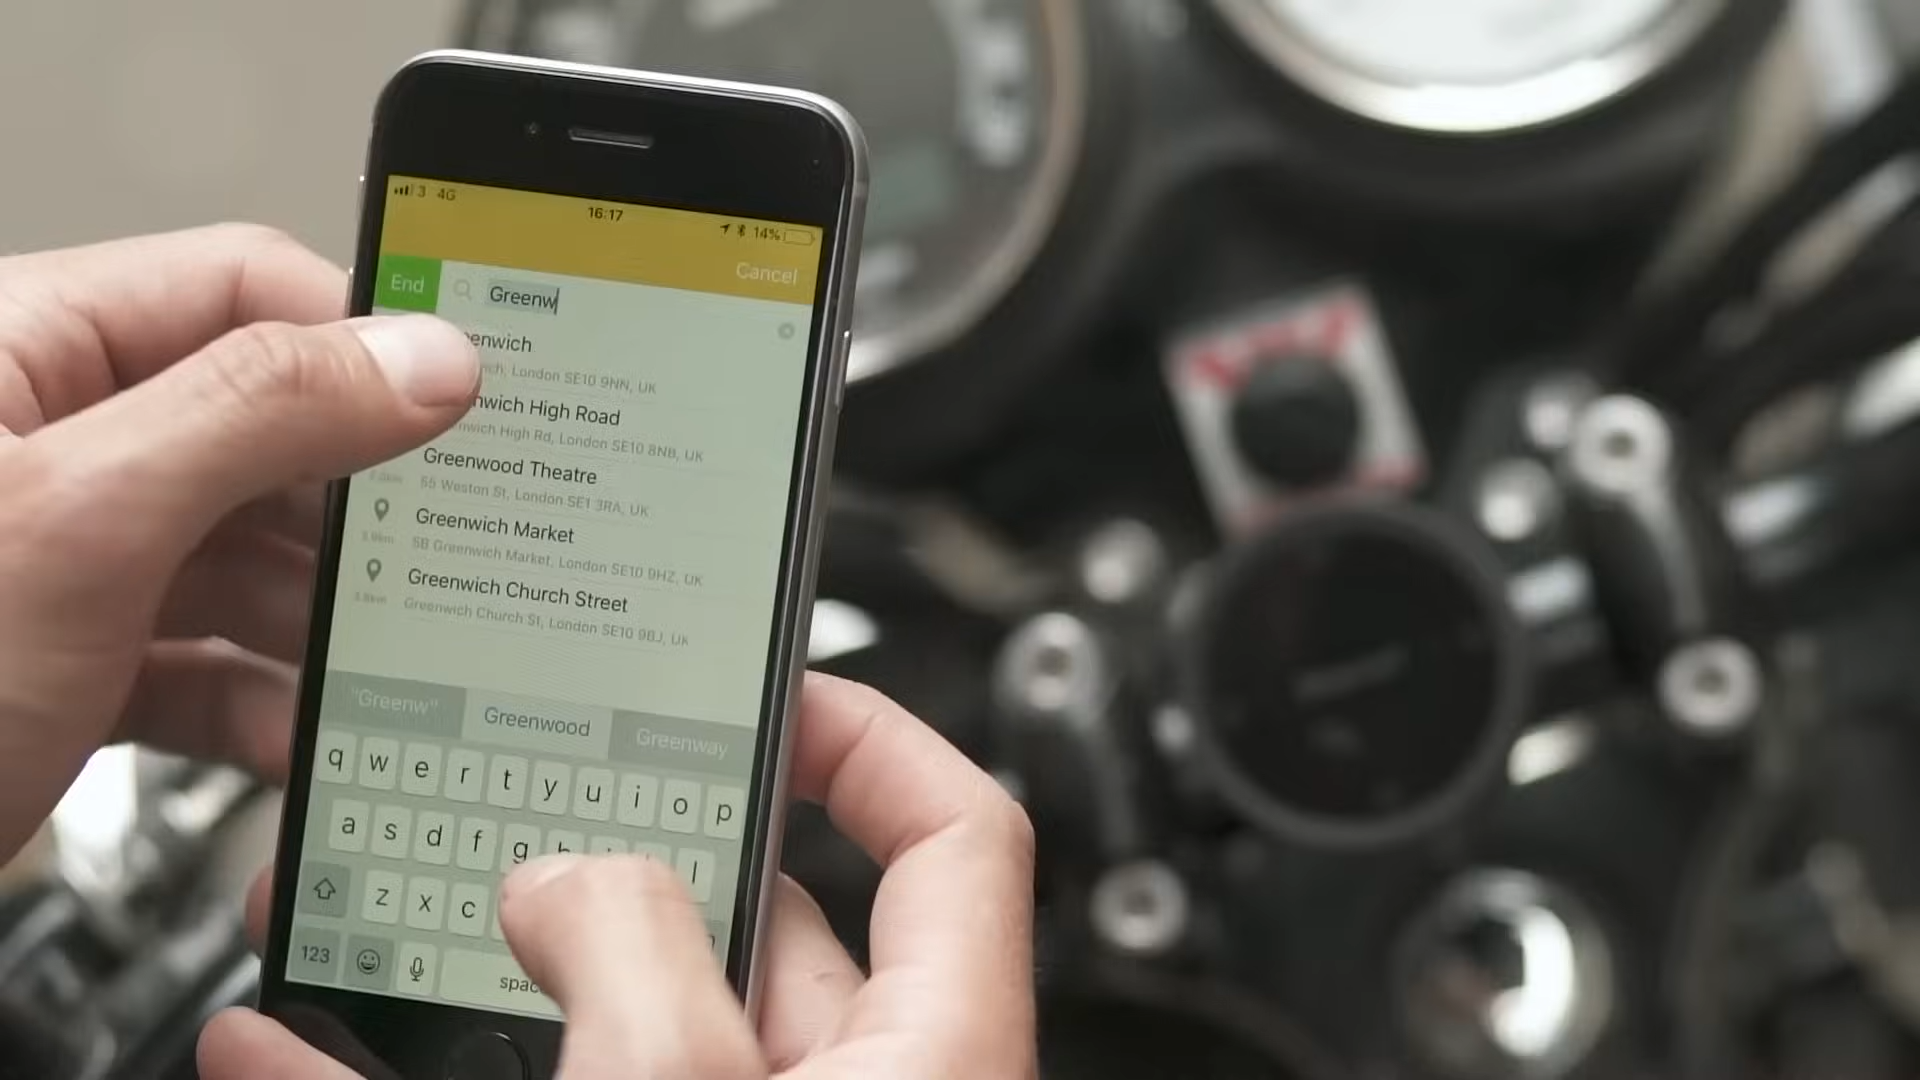 3 4G
16:17
14%
End
Greenw
Cancel
enwich
ich, London SE10 9NN, UK
nwich High Road
enwich High Rd, London SE10 8NB, UK
Greenwood Theatre
55 Weston St, London SE1 3RA, UK
Greenwich Market
5B Greenwich Market, London SE10 9HZ, UK
Greenwich Church Street
Greenwich Church St, London SE10 9BJ, UK
"Greenw"
Greenwood
Greenway
q w e r t y u i o p
a s d f g h l
z x c
123
spac